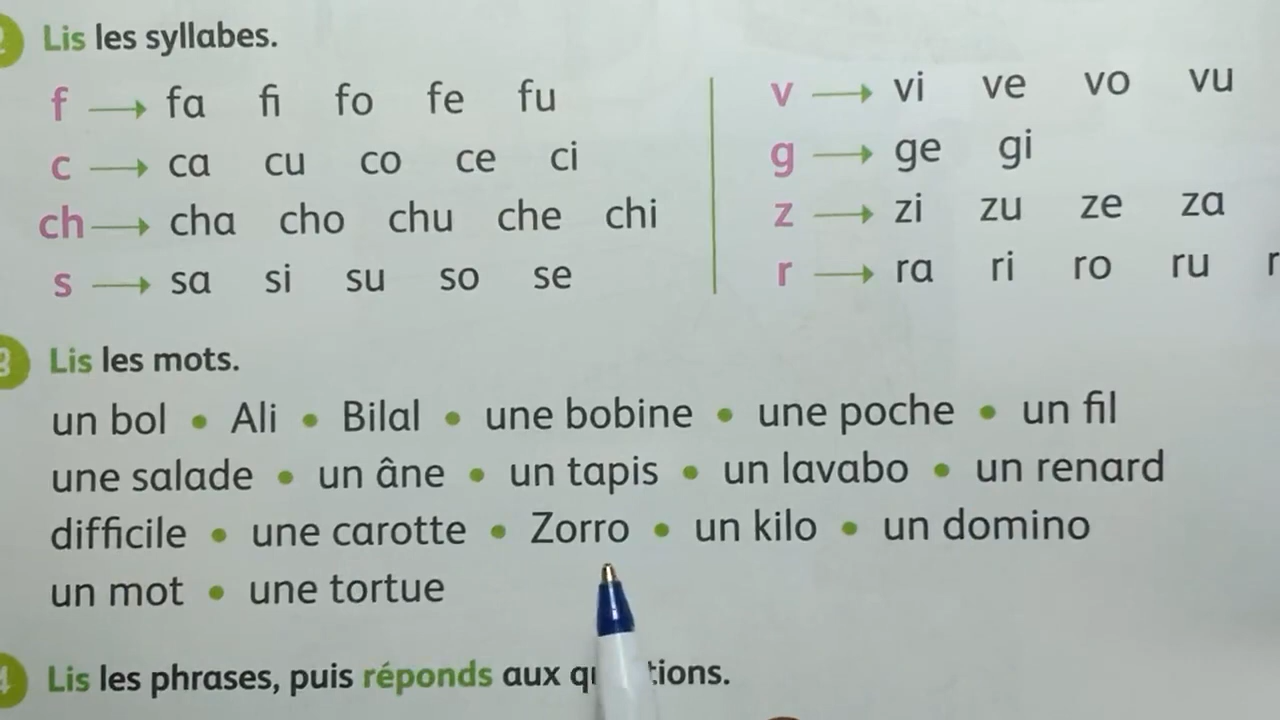 2 Lis les syllabes.
f → fa fi fo fe fu
c → ca cu co ce ci
ch → cha cho chu che chi
s → sa si su so se
v → vi ve vo vu
g → ge gi
z → zi zu ze za
r → ra ri ro ru
3 Lis les mots.
un bol • Ali • Bilal • une bobine • une poche • un fil
une salade • un âne • un tapis • un lavabo • un renard
difficile • une carotte • Zorro • un kilo • un domino
un mot • une tortue
4 Lis les phrases, puis réponds aux